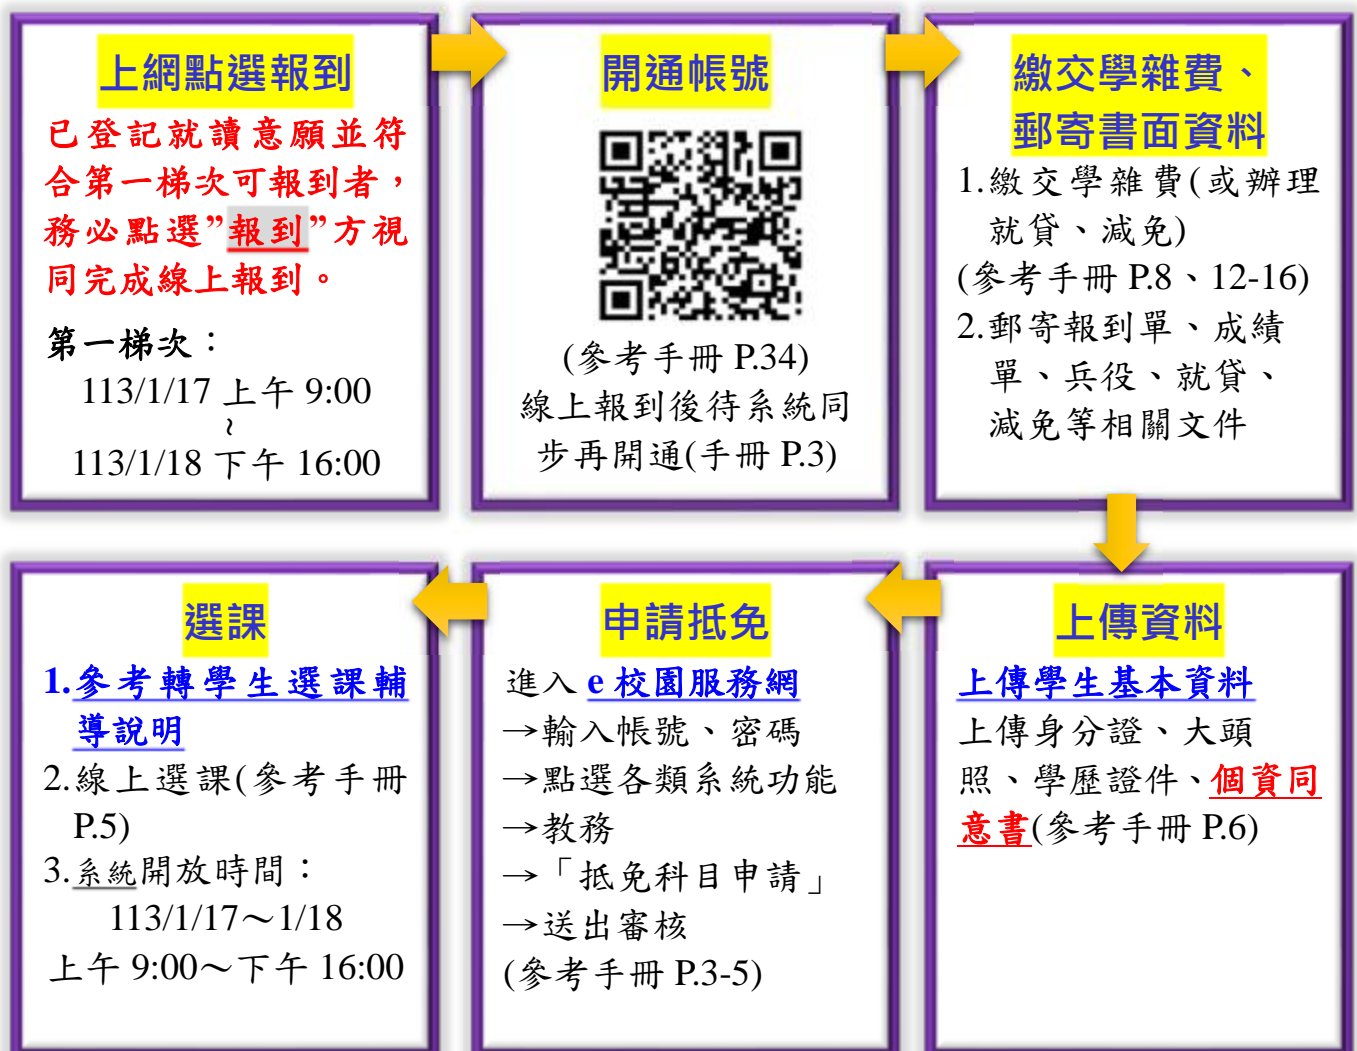 上網點選報到
已登記就讀意願並符
合第一梯次可報到者，
務必點選”報到”方視
同完成線上報到。
第一梯次：
113/1/17 上午 9:00
~
113/1/18 下午 16:00
開通帳號
(參考手冊 P.34)
線上報到後待系統同
步再開通(手冊 P.3)
繳交學雜費、
郵寄書面資料
1.繳交學雜費(或辦理
就貸、減免)
(參考手冊 P.8、12-16)
2.郵寄報到單、成績
單、兵役、就貸、
減免等相關文件
上傳資料
上傳學生基本資料
上傳身分證、大頭
照、學歷證件、個資同
意書(參考手冊 P.6)
申請抵免
進入 e 校園服務網
→輸入帳號、密碼
→點選各類系統功能
→教務
→「抵免科目申請」
→送出審核
(參考手冊 P.3-5)
選課
1.參考轉學生選課輔
導說明
2.線上選課(參考手冊
P.5)
3.系統開放時間：
113/1/17～1/18
上午 9:00～下午 16:00